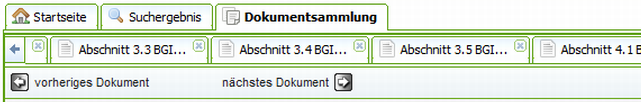 Startseite Suchergebnis Dokumentsammlung
Abschnitt 3.3 BGI... Abschnitt 3.4 BGI... Abschnitt 3.5 BGI... Abschnitt 4.1 B
vorheriges Dokument nächstes Dokument